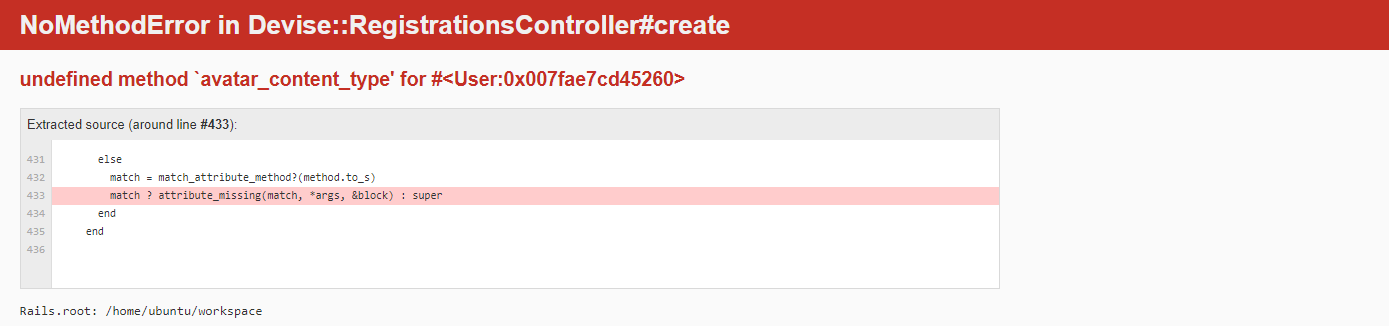 NoMethodError in Devise::RegistrationsController#create
undefined method `avatar_content_type' for #<User:0x007fae7cd45260>
Extracted source (around line #433):
431 else
432 match = match_attribute_method?(method.to_s)
433 match ? attribute_missing(match, *args, &block) : super
434 end
435 end
436
Rails.root: /home/ubuntu/workspace